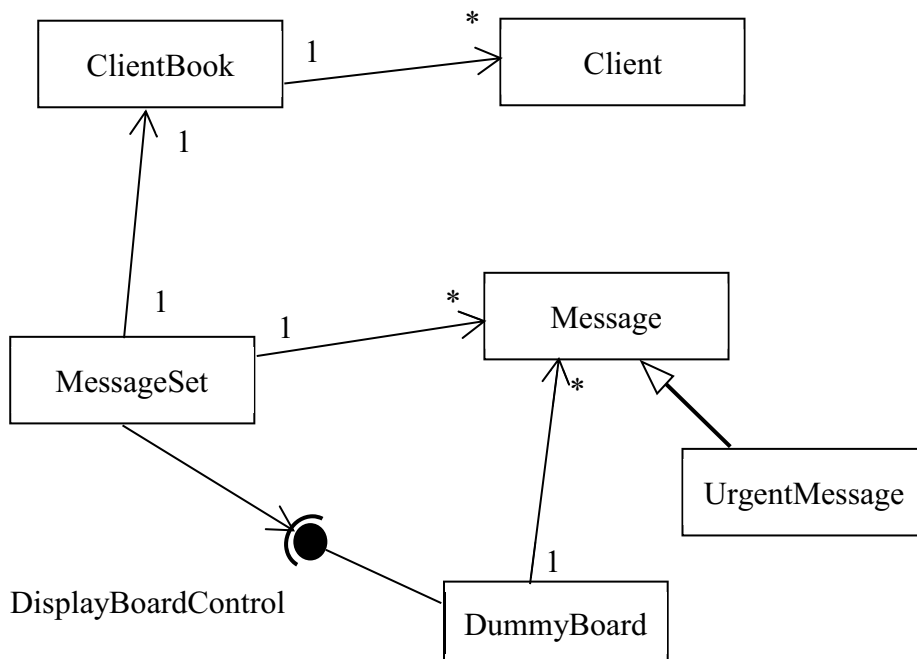 ClientBook
1
*
Client
1
1
MessageSet
1
*
Message
*
UrgentMessage
DisplayBoardControl
1
DummyBoard